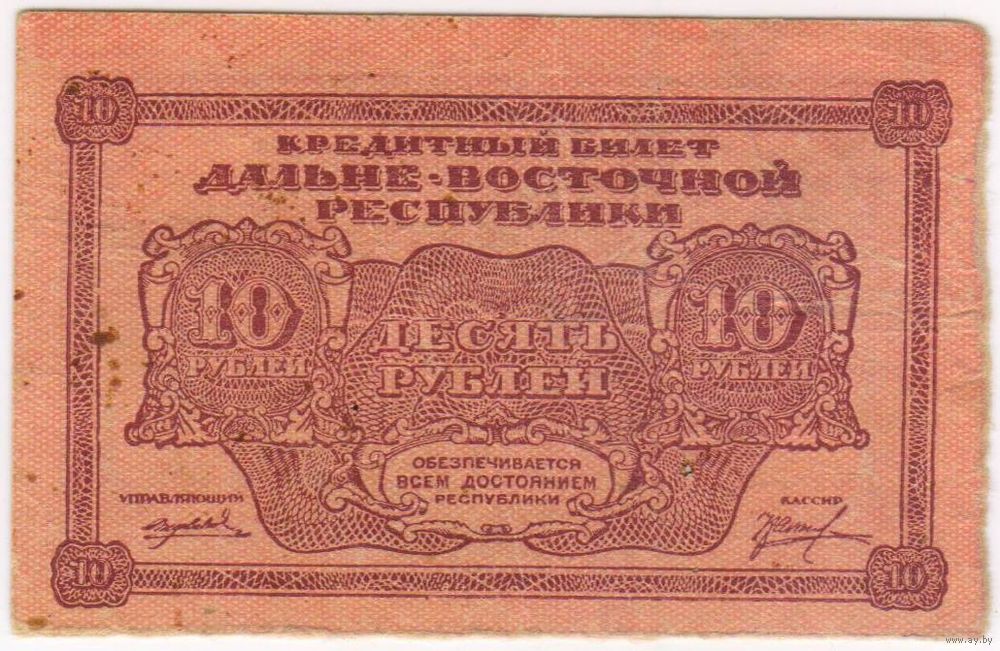 10 10
КРЕДИТНЫЙ БИЛЕТ
ДАЛЬНЕ-ВОСТОЧНОЙ
РЕСПУБЛИКИ
10 10
РУБЛЕЙ РУБЛЕЙ
ДЕСЯТЬ
РУБЛЕЙ
ОБЕЗПЕЧИВАЕТСЯ
ВСЕМ ДОСТОЯНИЕМ
РЕСПУБЛИКИ
УПРАВЛЯЮЩИЙ КАССИР
10 10
www.ay.by